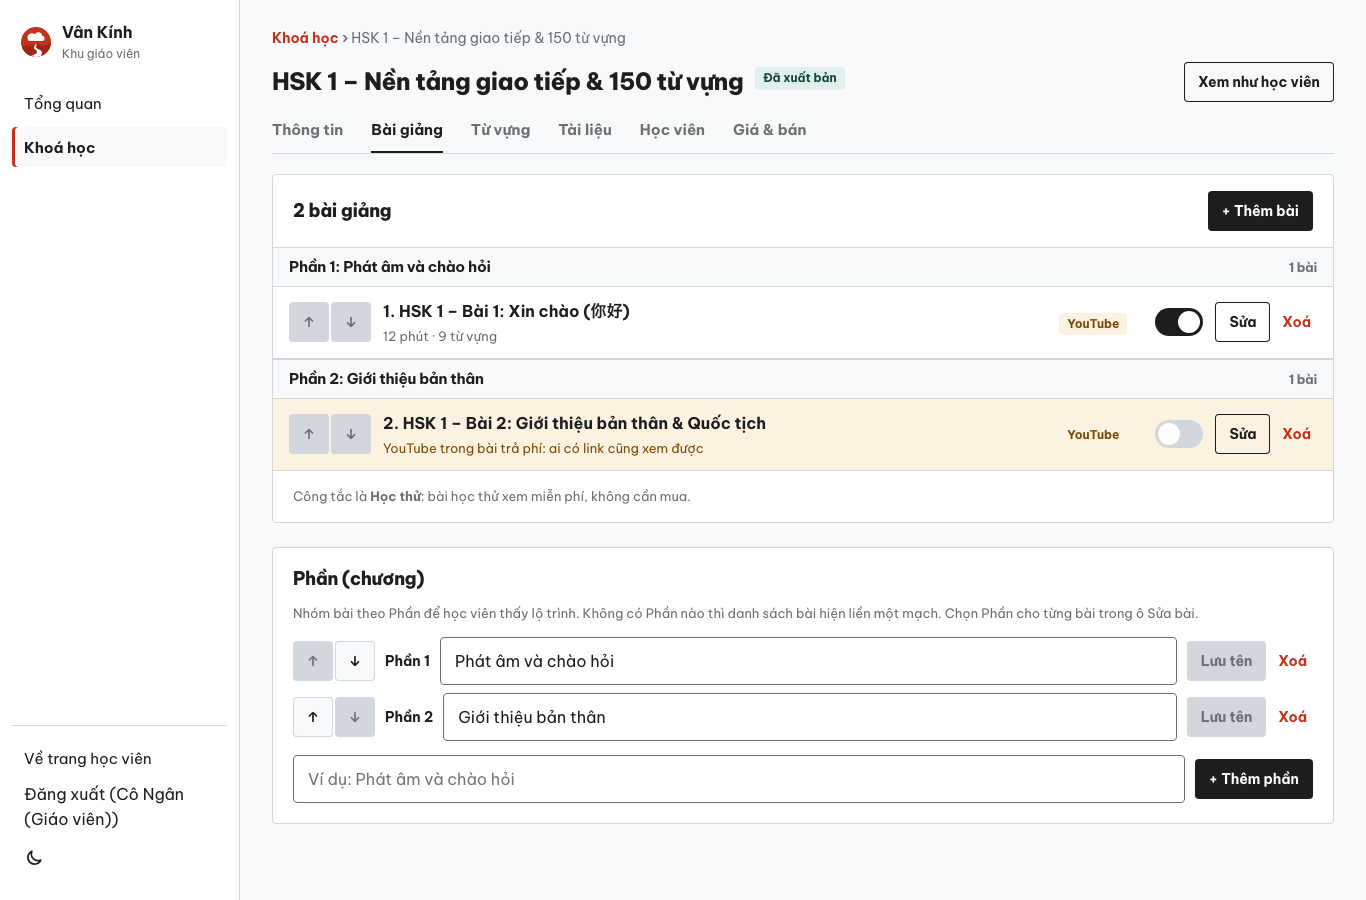 Vân Kính
Khu giáo viên
Tổng quan
Khoá học
Về trang học viên
Đăng xuất (Cô Ngân
(Giáo viên))
Khoá học › HSK 1 – Nền tảng giao tiếp & 150 từ vựng
HSK 1 – Nền tảng giao tiếp & 150 từ vựng
Đã xuất bản
Xem như học viên
Thông tin
Bài giảng
Từ vựng
Tài liệu
Học viên
Giá & bán
2 bài giảng
+ Thêm bài
Phần 1: Phát âm và chào hỏi
1 bài
↑ ↓
1. HSK 1 – Bài 1: Xin chào (你好)
12 phút · 9 từ vựng
YouTube
Sửa
Xoá
Phần 2: Giới thiệu bản thân
1 bài
↑ ↓
2. HSK 1 – Bài 2: Giới thiệu bản thân & Quốc tịch
YouTube trong bài trả phí: ai có link cũng xem được
YouTube
Sửa
Xoá
Công tắc là Học thử: bài học thử xem miễn phí, không cần mua.
Phần (chương)
Nhóm bài theo Phần để học viên thấy lộ trình. Không có Phần nào thì danh sách bài hiện liền một mạch. Chọn Phần cho từng bài trong ô Sửa bài.
↑ ↓
Phần 1
Phát âm và chào hỏi
Lưu tên
Xoá
↑ ↓
Phần 2
Giới thiệu bản thân
Lưu tên
Xoá
Ví dụ: Phát âm và chào hỏi
+ Thêm phần